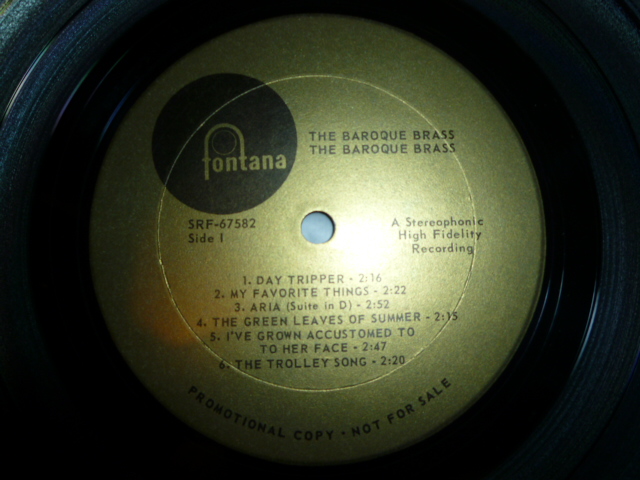 fontana
THE BAROQUE BRASS
THE BAROQUE BRASS
SRF-67582
Side 1
A Stereophonic
High Fidelity
Recording
1. DAY TRIPPER - 2:16
2. MY FAVORITE THINGS - 2:22
3. ARIA (Suite in D) - 2:52
4. THE GREEN LEAVES OF SUMMER - 2:15
5. I'VE GROWN ACCUSTOMED TO
TO HER FACE - 2:47
6. THE TROLLEY SONG - 2:20
PROMOTIONAL COPY · NOT FOR SALE